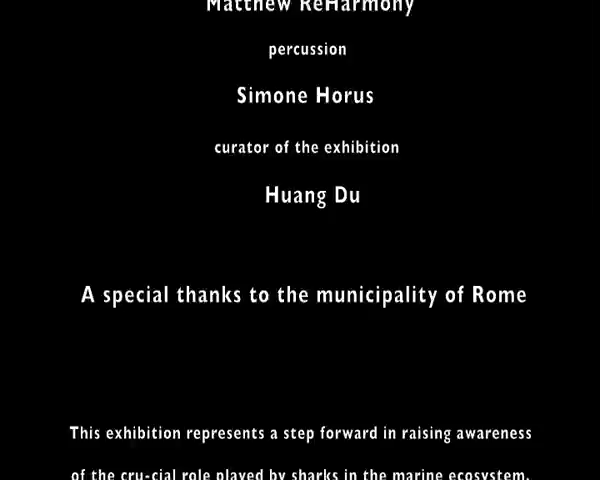 Matthew ReHarmony
percussion
Simone Horus
curator of the exhibition
Huang Du
A special thanks to the municipality of Rome
This exhibition represents a step forward in raising awareness
of the cru-cial role played by sharks in the marine ecosystem.